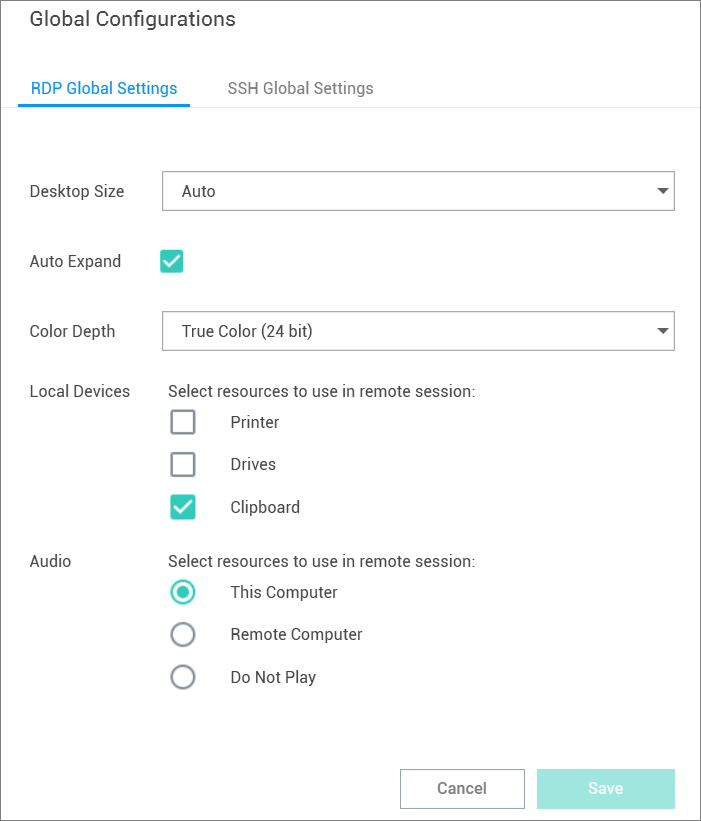 Global Configurations
RDP Global Settings
SSH Global Settings
Desktop Size
Auto
Auto Expand
Color Depth
True Color (24 bit)
Local Devices
Select resources to use in remote session:
Printer
Drives
Clipboard
Audio
Select resources to use in remote session:
This Computer
Remote Computer
Do Not Play
Cancel
Save